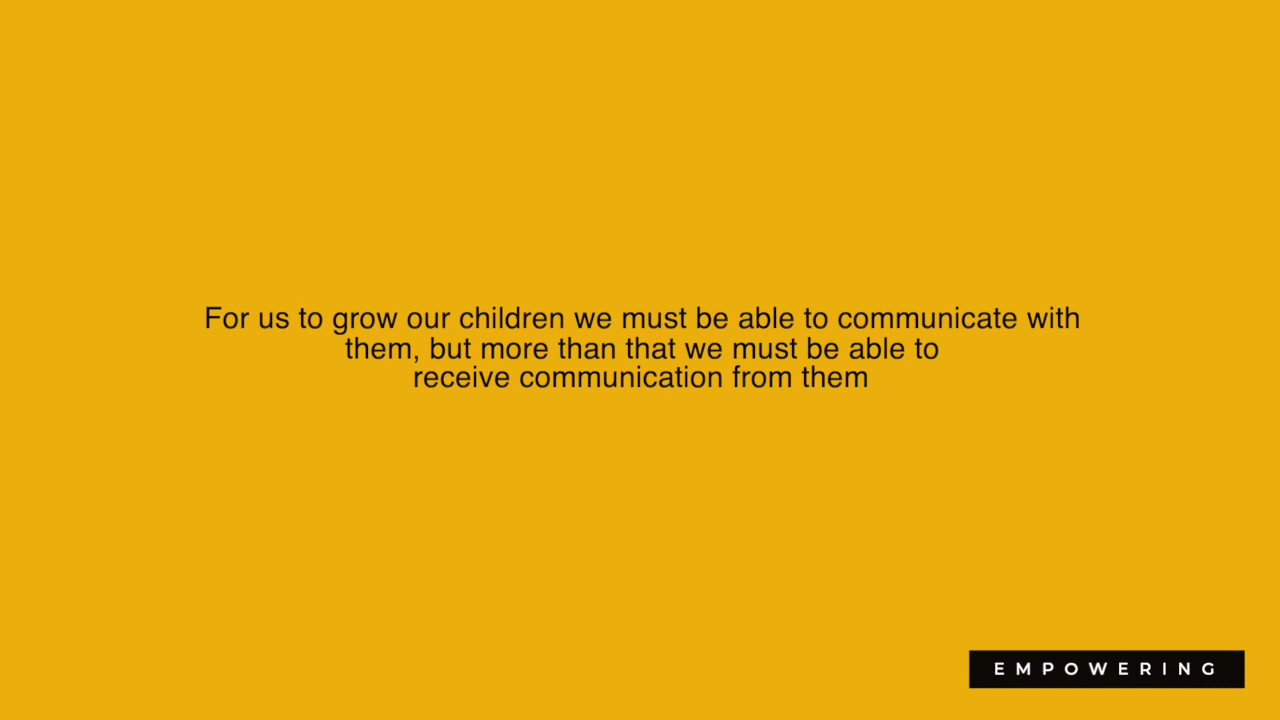 For us to grow our children we must be able to communicate with
them, but more than that we must be able to
receive communication from them
EMPOWERING